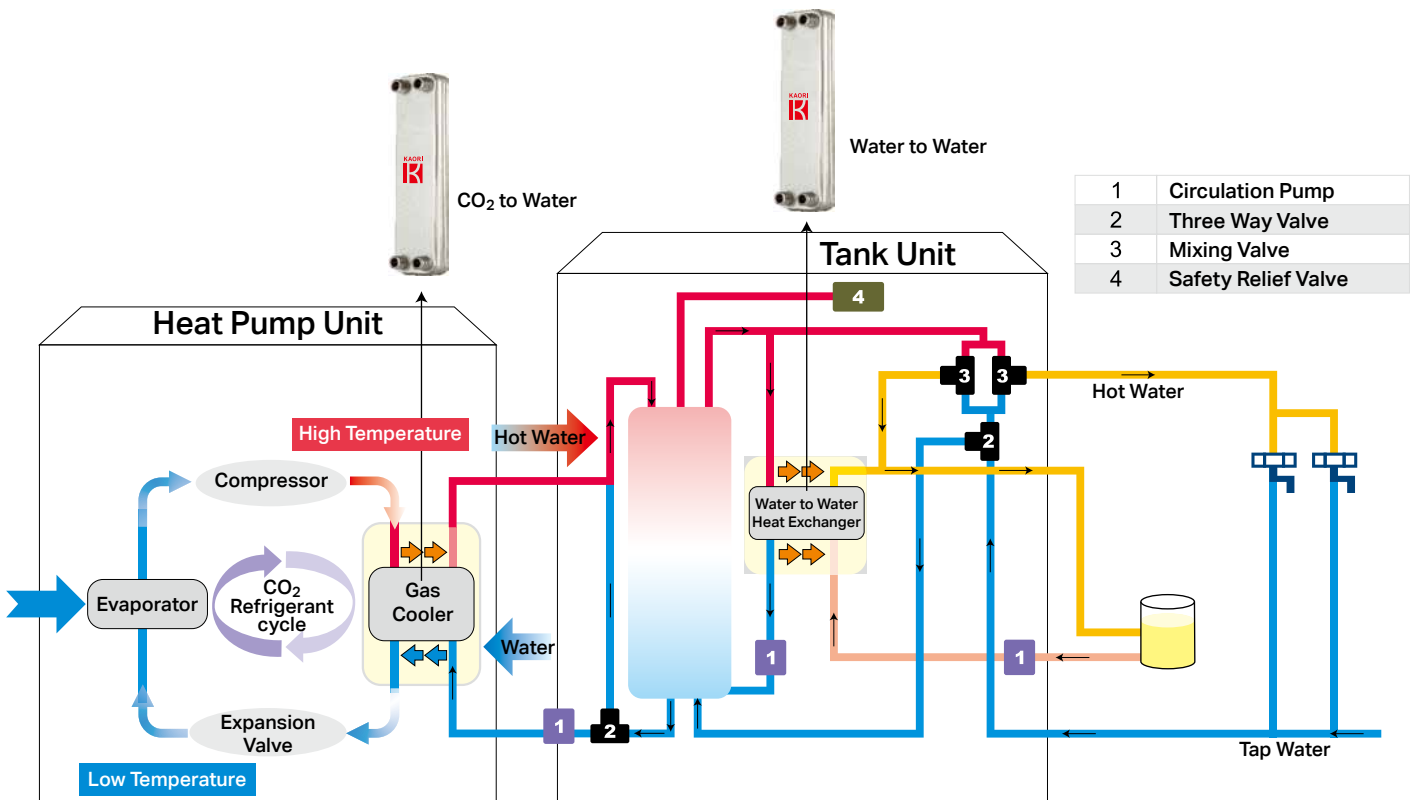 KAORI
KAORI
Water to Water
CO₂ to Water
1 Circulation Pump
2 Three Way Valve
3 Mixing Valve
4 Safety Relief Valve
Tank Unit
Heat Pump Unit
4
3
3
Hot Water
High Temperature
Hot Water
2
Compressor
Water to Water
Heat Exchanger
CO₂
Refrigerant
cycle
Evaporator
Gas
Cooler
Water
1
1
Expansion
Valve
1
2
Tap Water
Low Temperature